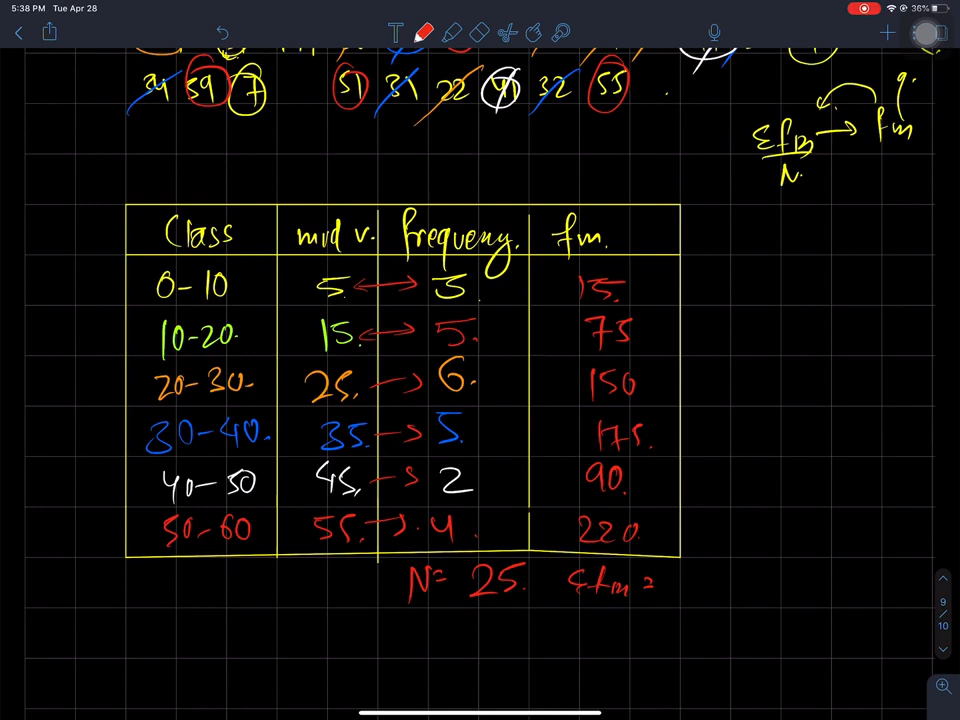 5:38 PM Tue Apr 28 36%
34 59 7 51 31 22 41 32 55 .
Σfm → fm
N.
Class mid v. frequeny. fm.
0-10 5 3 15.
10-20. 15. 5. 75
20-30. 25. 6. 150
30-40. 35. 5. 175.
40-50 45. 2 90.
50-60 55. 4. 220.
N= 25. Σfm =
9
/
10